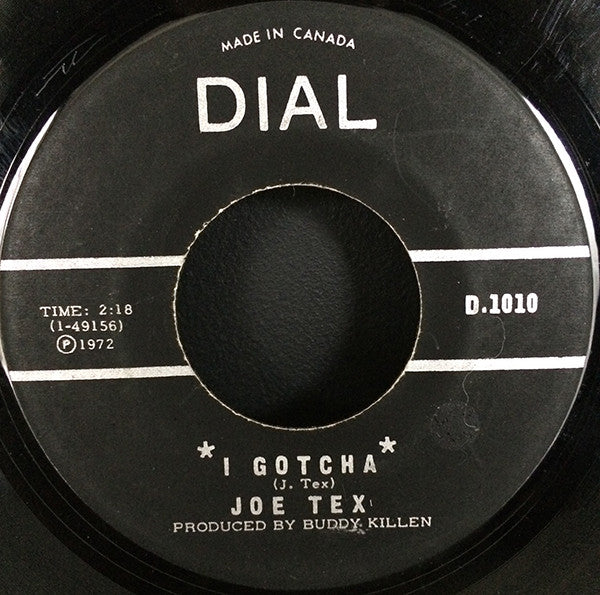 MADE IN CANADA
DIAL
TIME: 2:18
(1-49156)
Ⓟ 1972
D.1010
*I GOTCHA*
(J. Tex)
JOE TEX
PRODUCED BY BUDDY KILLEN